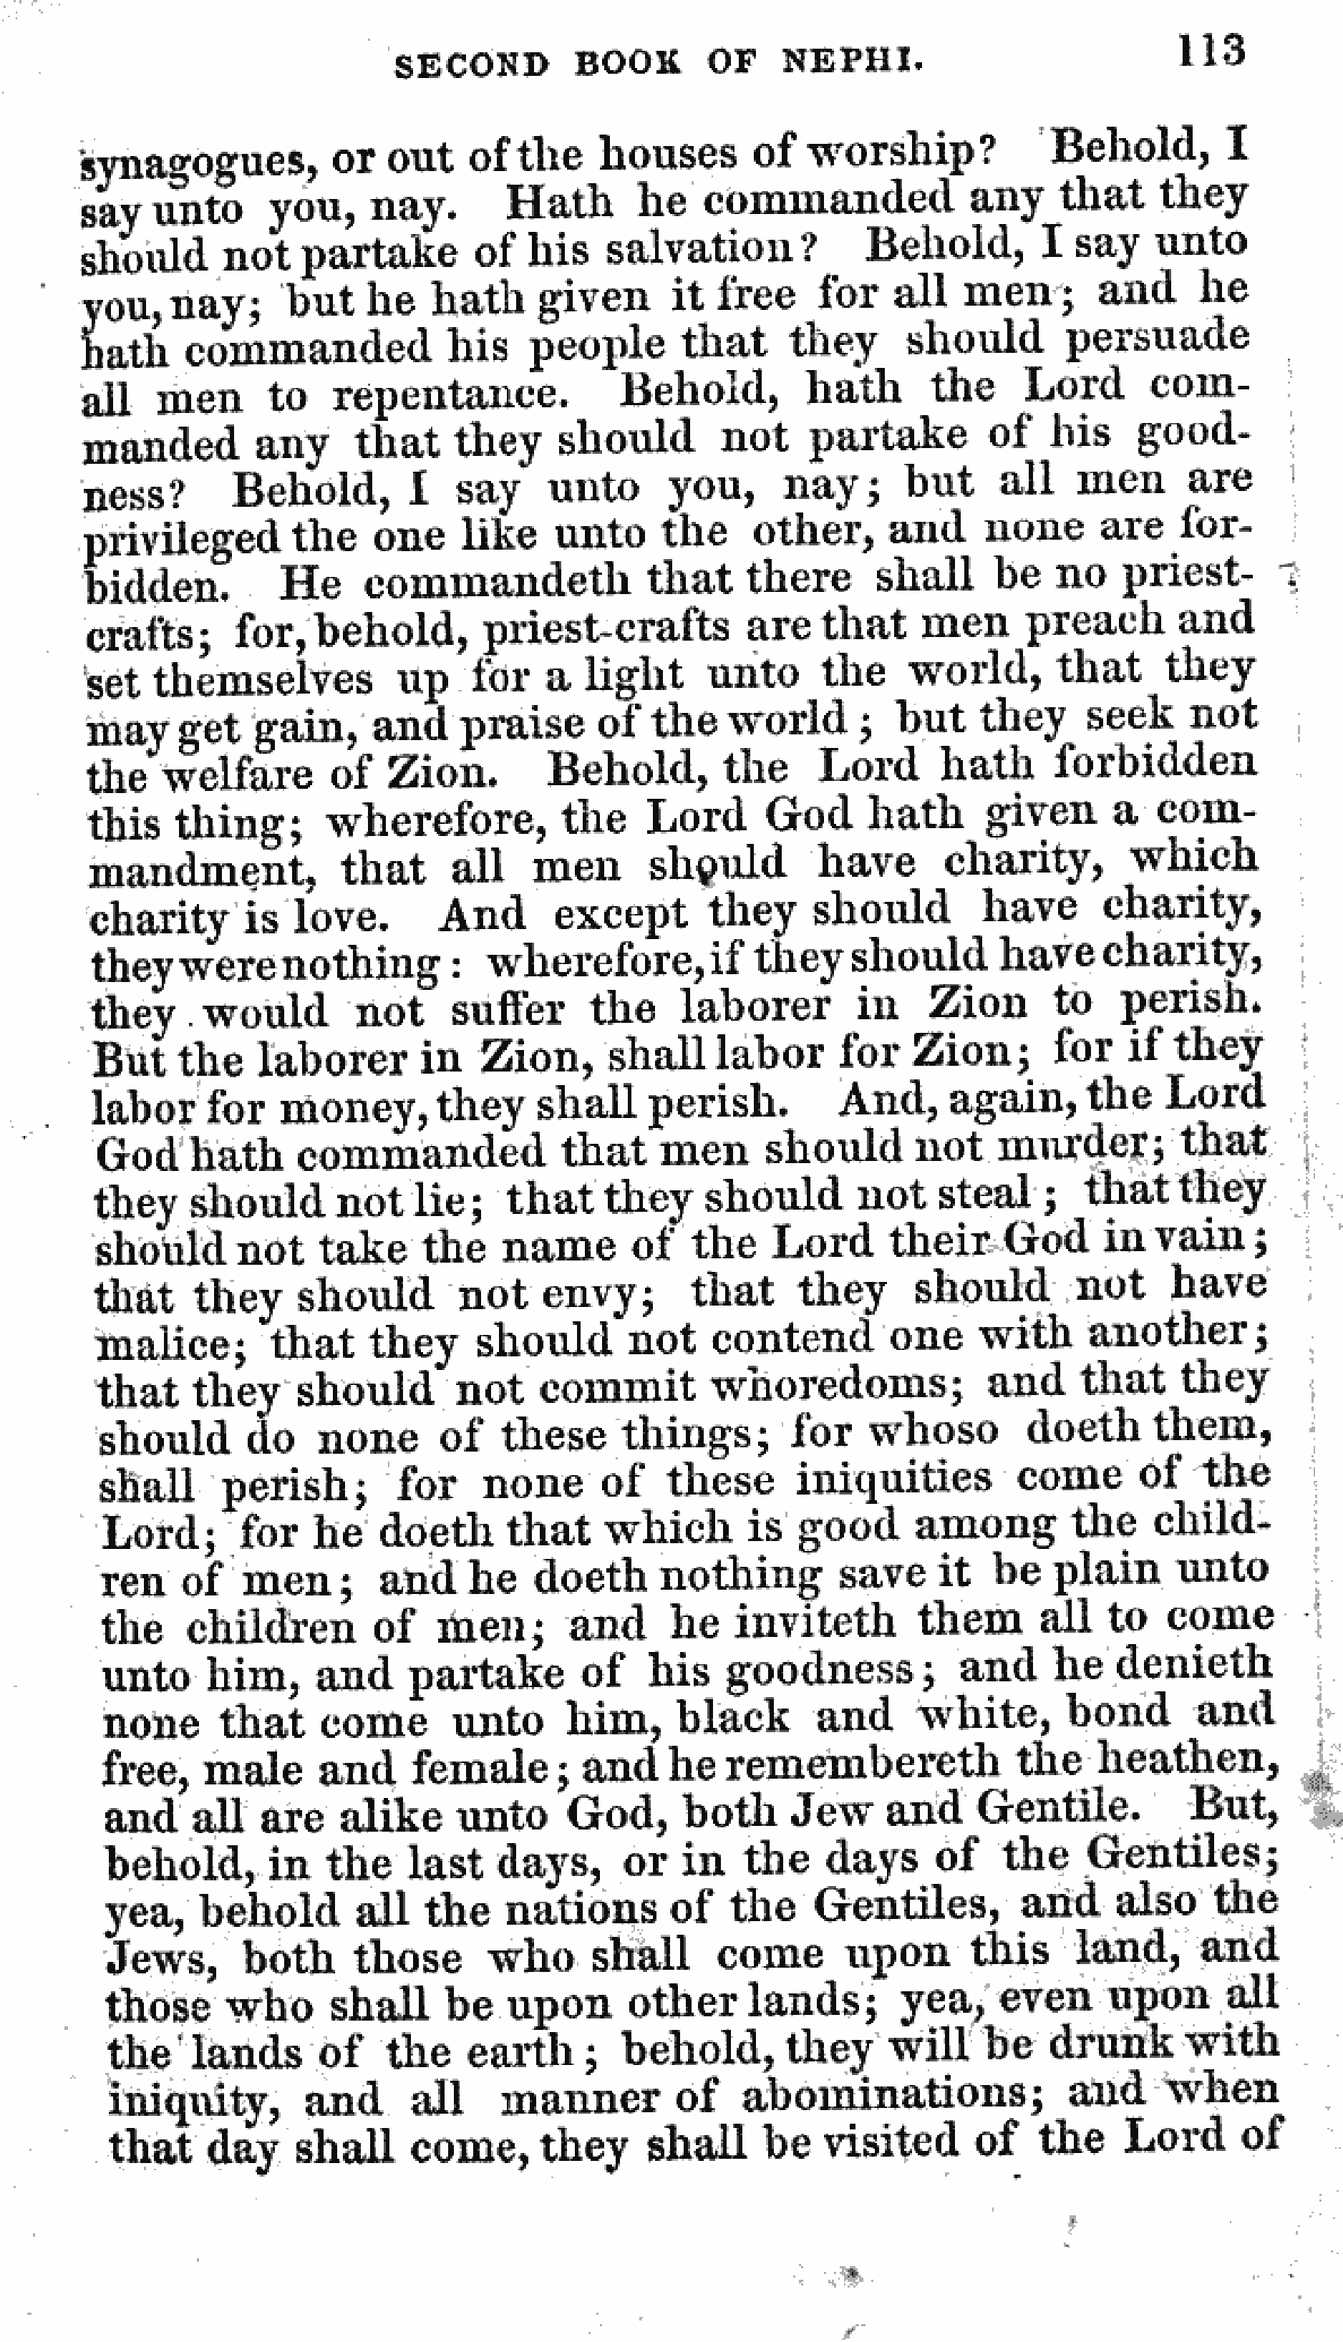 SECOND BOOK OF NEPHI. 113
synagogues, or out of the houses of worship? Behold, I
say unto you, nay. Hath he commanded any that they
should not partake of his salvation? Behold, I say unto
you, nay; but he hath given it free for all men; and he
hath commanded his people that they should persuade
all men to repentance. Behold, hath the Lord com-
manded any that they should not partake of his good-
ness? Behold, I say unto you, nay; but all men are
privileged the one like unto the other, and none are for-
bidden. He commandeth that there shall be no priest-
crafts; for, behold, priest-crafts are that men preach and
set themselves up for a light unto the world, that they
may get gain, and praise of the world; but they seek not
the welfare of Zion. Behold, the Lord hath forbidden
this thing; wherefore, the Lord God hath given a com-
mandment, that all men should have charity, which
charity is love. And except they should have charity,
they were nothing: wherefore, if they should have charity,
they would not suffer the laborer in Zion to perish.
But the laborer in Zion, shall labor for Zion; for if they
labor for money, they shall perish. And, again, the Lord
God hath commanded that men should not murder; that
they should not lie; that they should not steal; that they
should not take the name of the Lord their God in vain;
that they should not envy; that they should not have
malice; that they should not contend one with another;
that they should not commit whoredoms; and that they
should do none of these things; for whoso doeth them,
shall perish; for none of these iniquities come of the
Lord; for he doeth that which is good among the child-
ren of men; and he doeth nothing save it be plain unto
the children of men; and he inviteth them all to come
unto him, and partake of his goodness; and he denieth
none that come unto him, black and white, bond and
free, male and female; and he remembereth the heathen,
and all are alike unto God, both Jew and Gentile. But,
behold, in the last days, or in the days of the Gentiles;
yea, behold all the nations of the Gentiles, and also the
Jews, both those who shall come upon this land, and
those who shall be upon other lands; yea, even upon all
the lands of the earth; behold, they will be drunk with
iniquity, and all manner of abominations; and when
that day shall come, they shall be visited of the Lord of